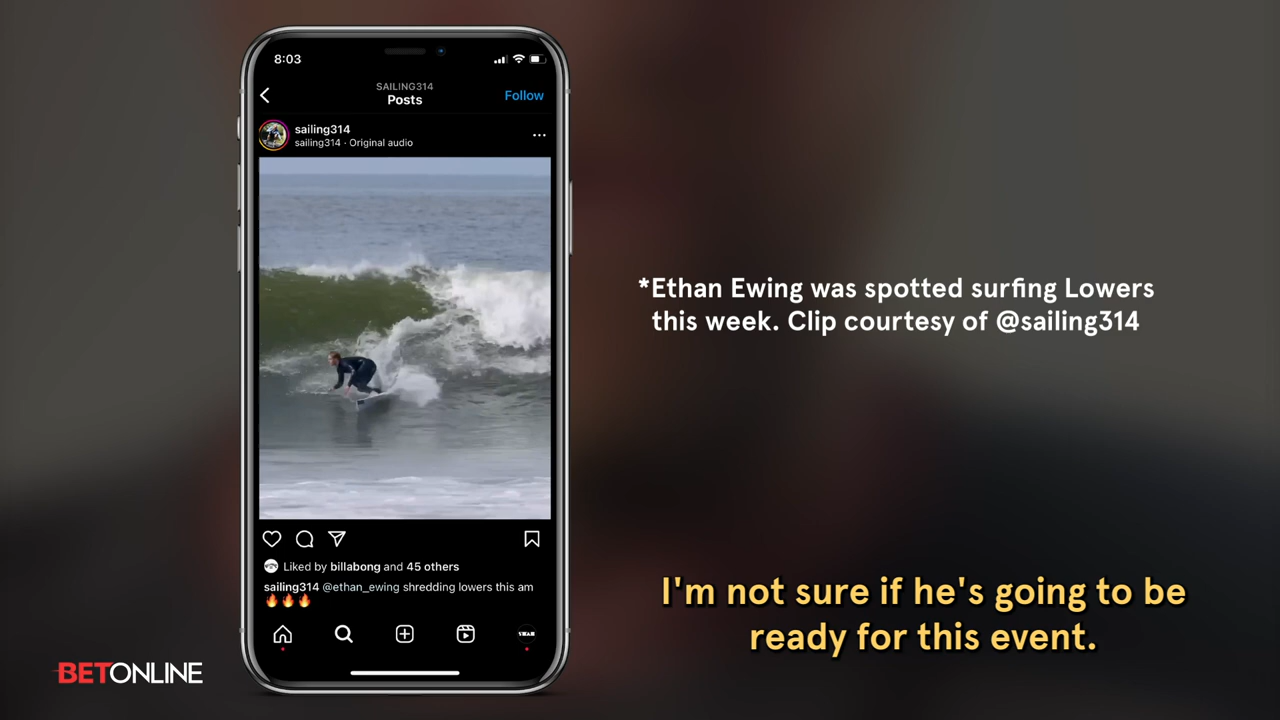 8:03
SAILING314
Posts
Follow
sailing314
sailing314 · Original audio
*Ethan Ewing was spotted surfing Lowers
this week. Clip courtesy of @sailing314
Liked by billabong and 45 others
sailing314 @ethan_ewing shredding lowers this am
🔥🔥🔥
I'm not sure if he's going to be
ready for this event.
BETONLINE